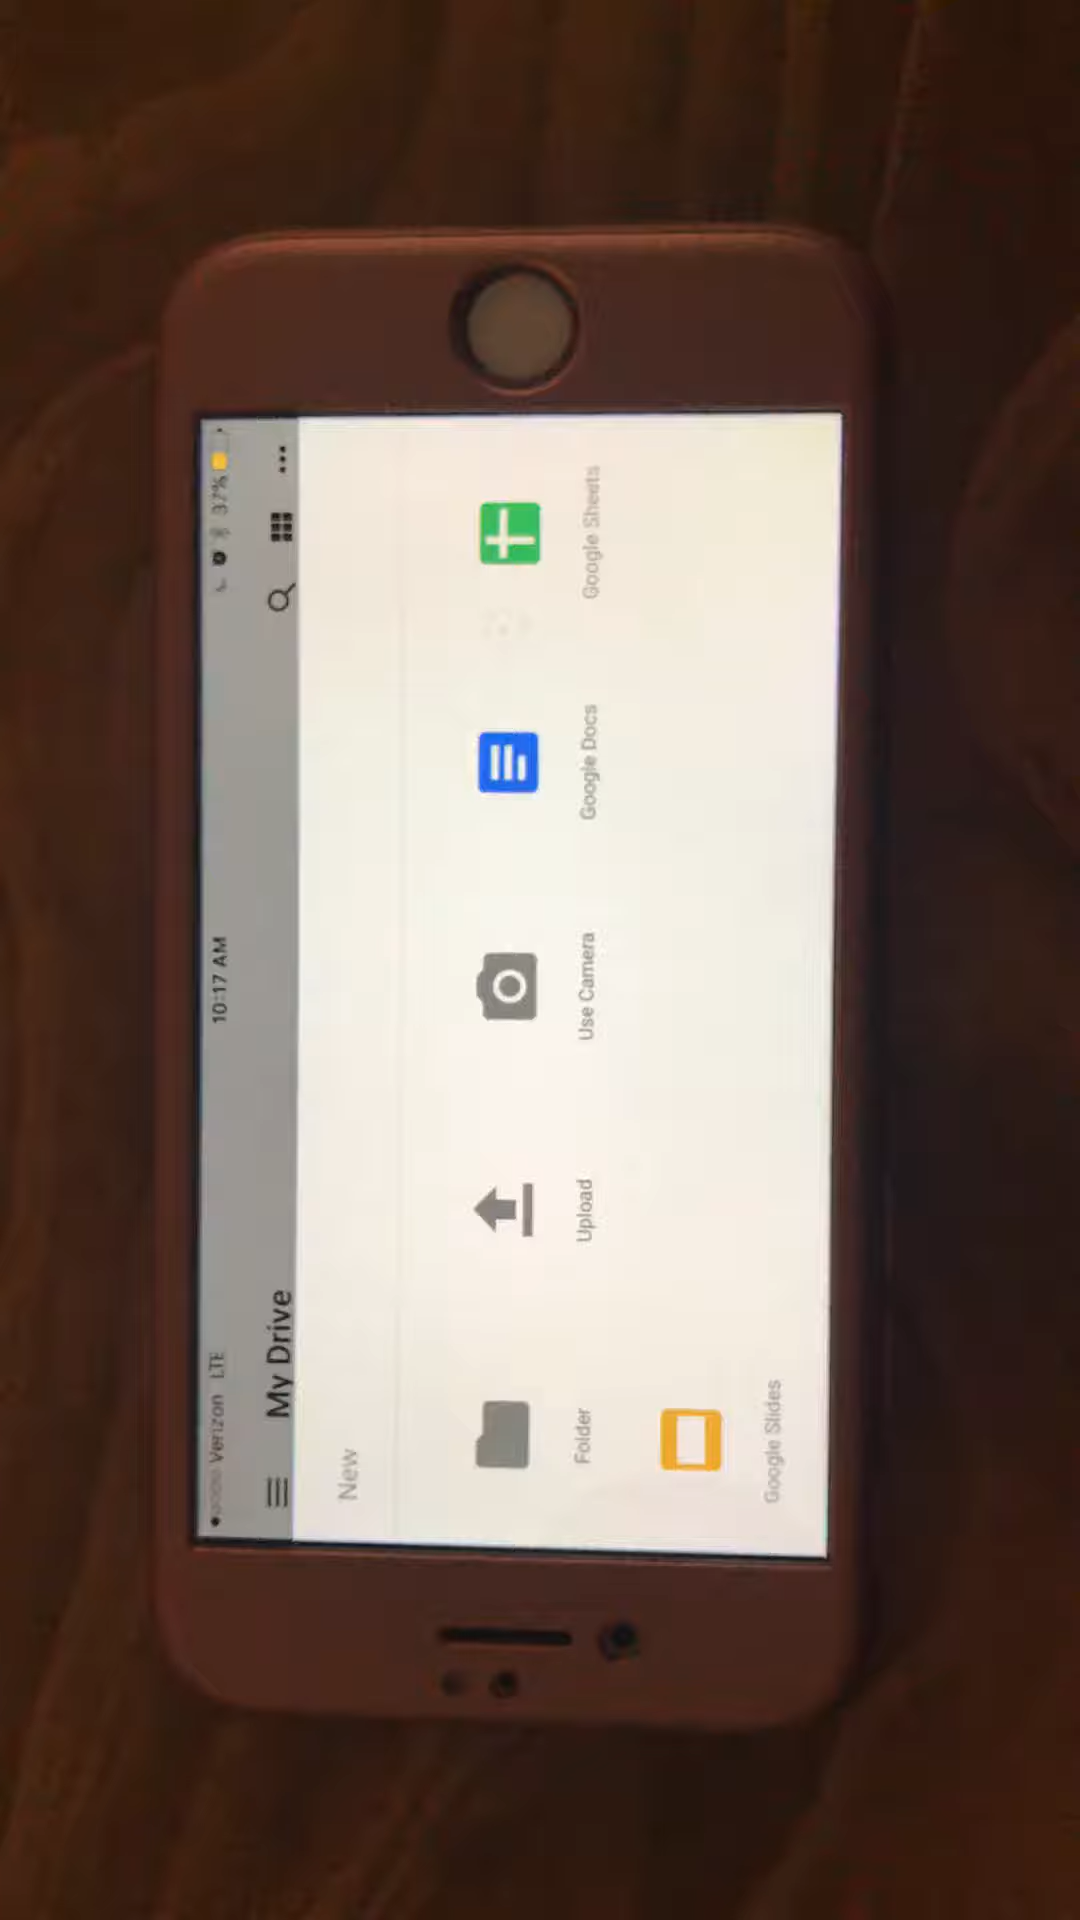 Verizon LTE 10:17 AM 37%
My Drive
New
Folder Upload Use Camera Google Docs Google Sheets
Google Slides